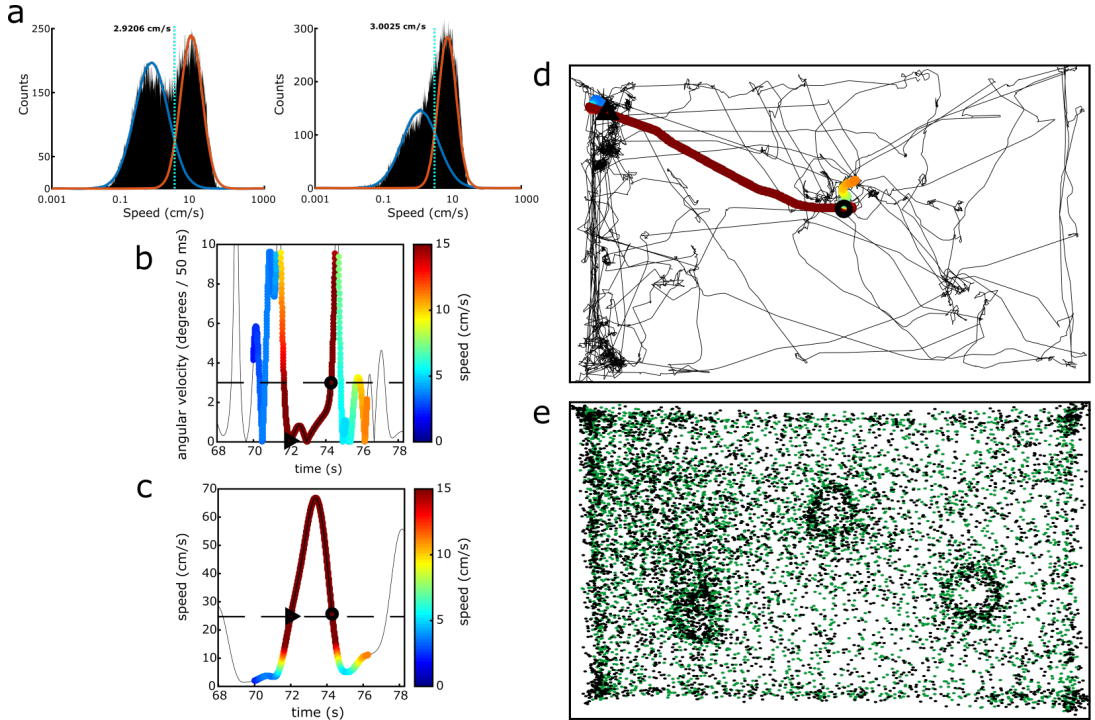 a
2.9206 cm/s
250
200
150
100
50
0
Counts
0.001 0.1 10 1000
Speed (cm/s)
3.0025 cm/s
300
200
100
0
Counts
0.001 0.1 10 1000
Speed (cm/s)
b
10
8
6
4
2
0
angular velocity (degrees / 50 ms)
68 70 72 74 76 78
time (s)
15
10
5
0
speed (cm/s)
c
70
60
50
40
30
20
10
0
speed (cm/s)
68 70 72 74 76 78
time (s)
15
10
5
0
speed (cm/s)
d
e